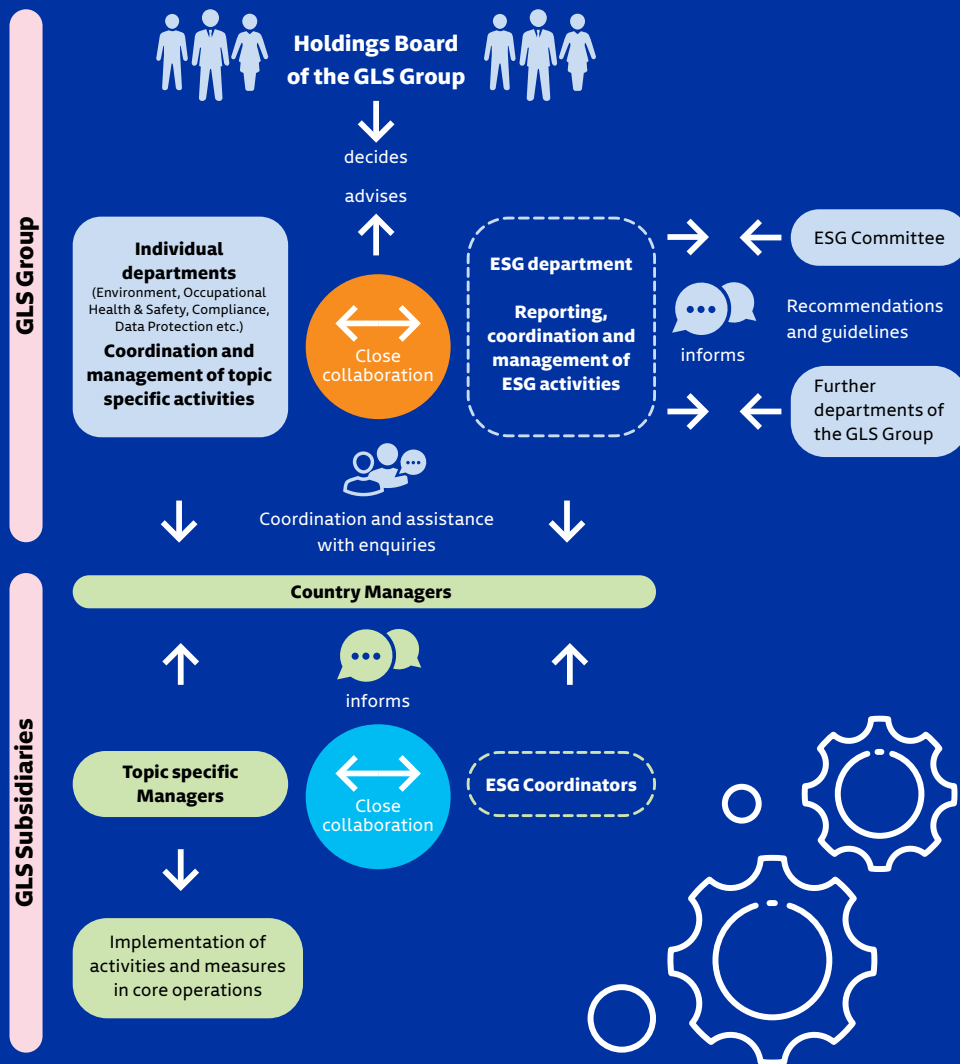 GLS Group
Holdings Board
of the GLS Group
decides
advises
Individual
departments
(Environment, Occupational
Health & Safety, Compliance,
Data Protection etc.)
Coordination and
management of topic
specific activities
Close
collaboration
ESG department
Reporting,
coordination and
management of
ESG activities
informs
ESG Committee
Recommendations
and guidelines
Further
departments of
the GLS Group
Coordination and assistance
with enquiries
GLS Subsidiaries
Country Managers
informs
Topic specific
Managers
Close
collaboration
ESG Coordinators
Implementation of
activities and measures
in core operations